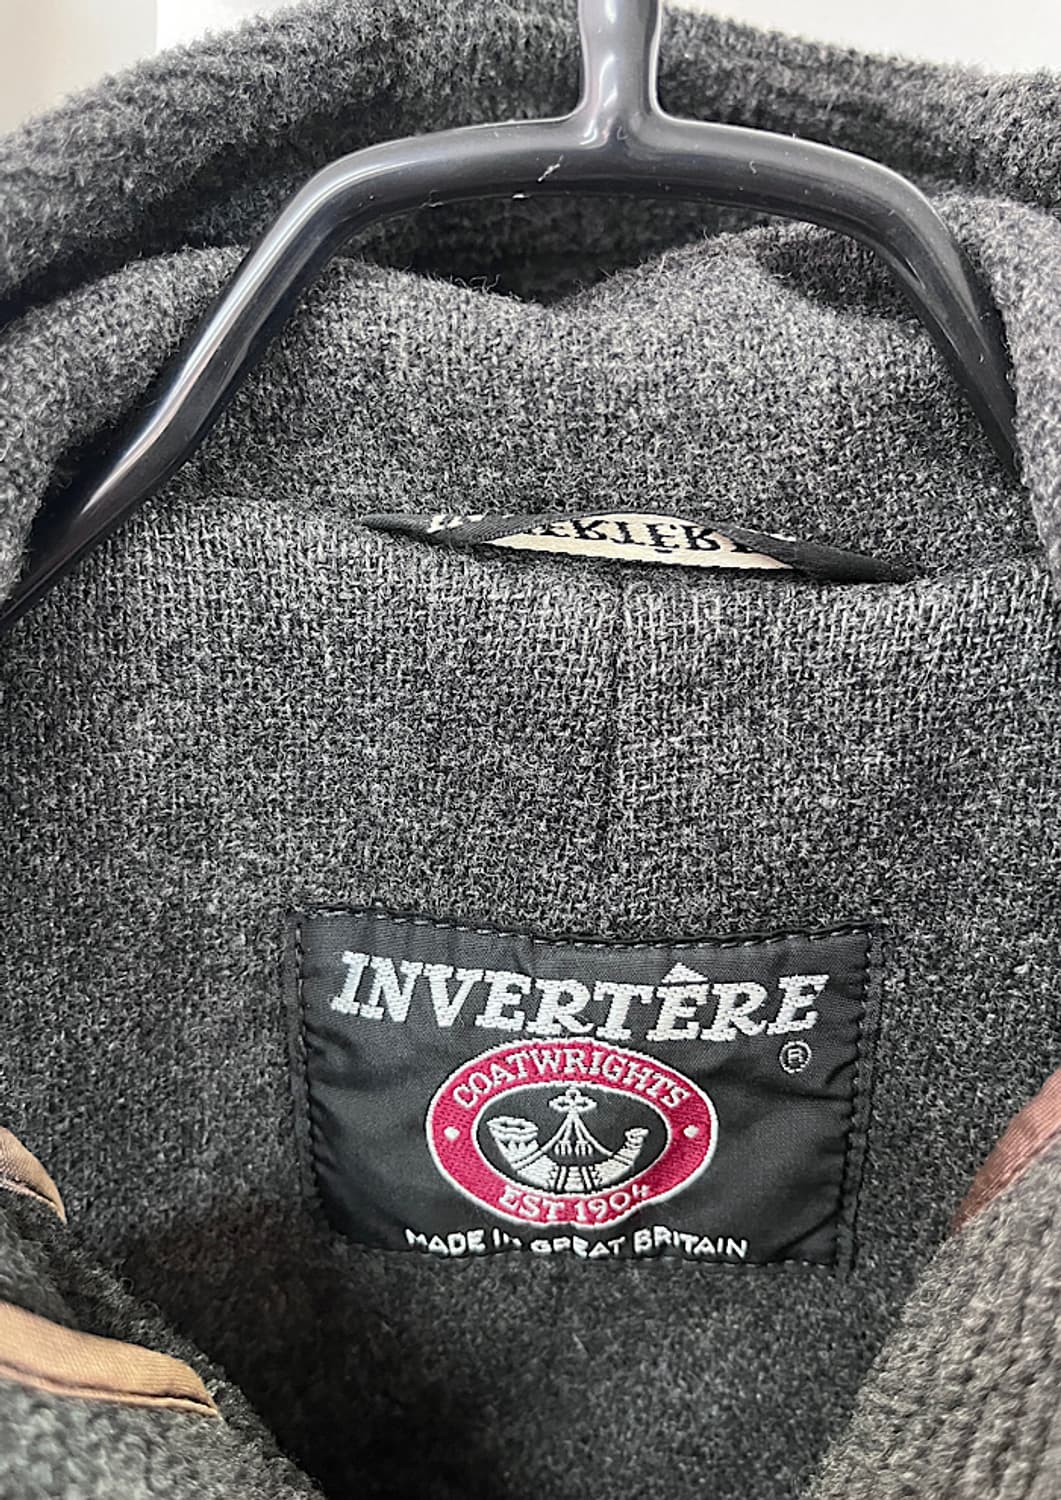 INVERTÊRE
®
COATWRIGHTS
EST 1904
MADE IN GREAT BRITAIN